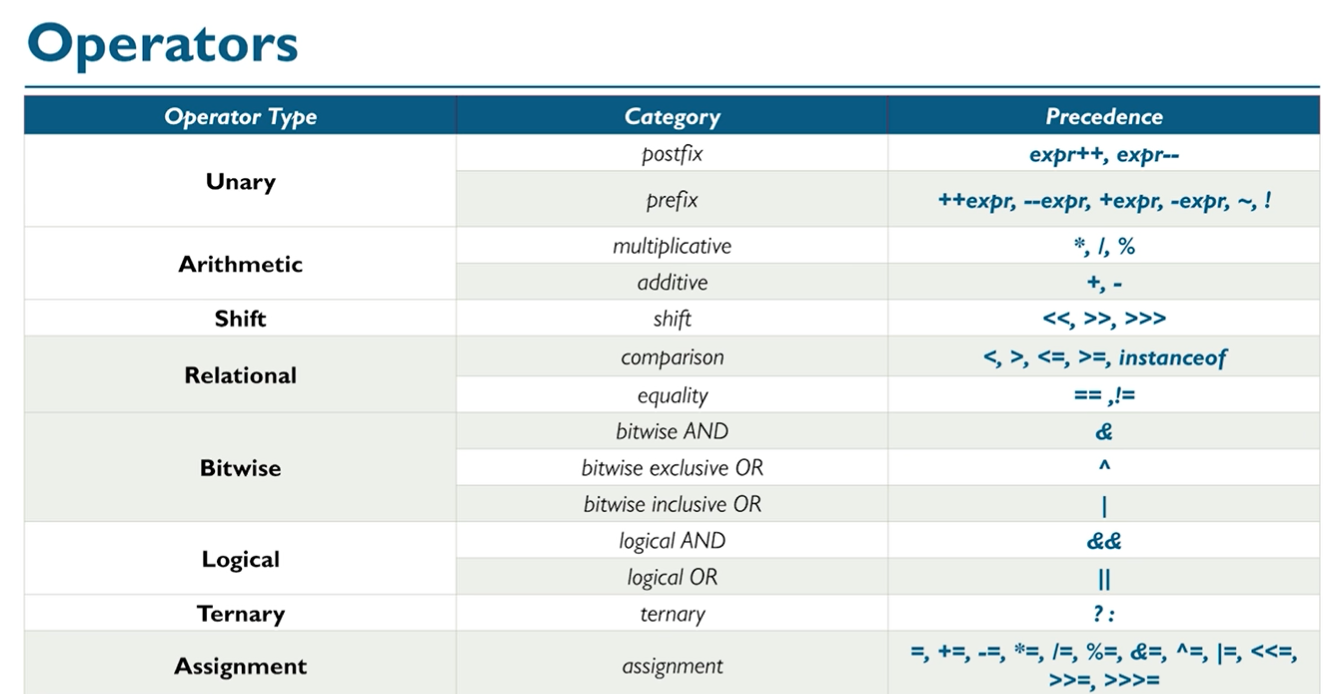 Operators
Operator Type Category Precedence
Unary
postfix expr++, expr--
prefix ++expr, --expr, +expr, -expr, ~, !
Arithmetic
multiplicative *, /, %
additive +, -
Shift shift <<, >>, >>>
Relational
comparison <, >, <=, >=, instanceof
equality == ,!=
Bitwise
bitwise AND &
bitwise exclusive OR ^
bitwise inclusive OR |
Logical
logical AND &&
logical OR ||
Ternary ternary ? :
Assignment assignment =, +=, -=, *=, /=, %=, &=, ^=, |=, <<=,
>>=, >>>=